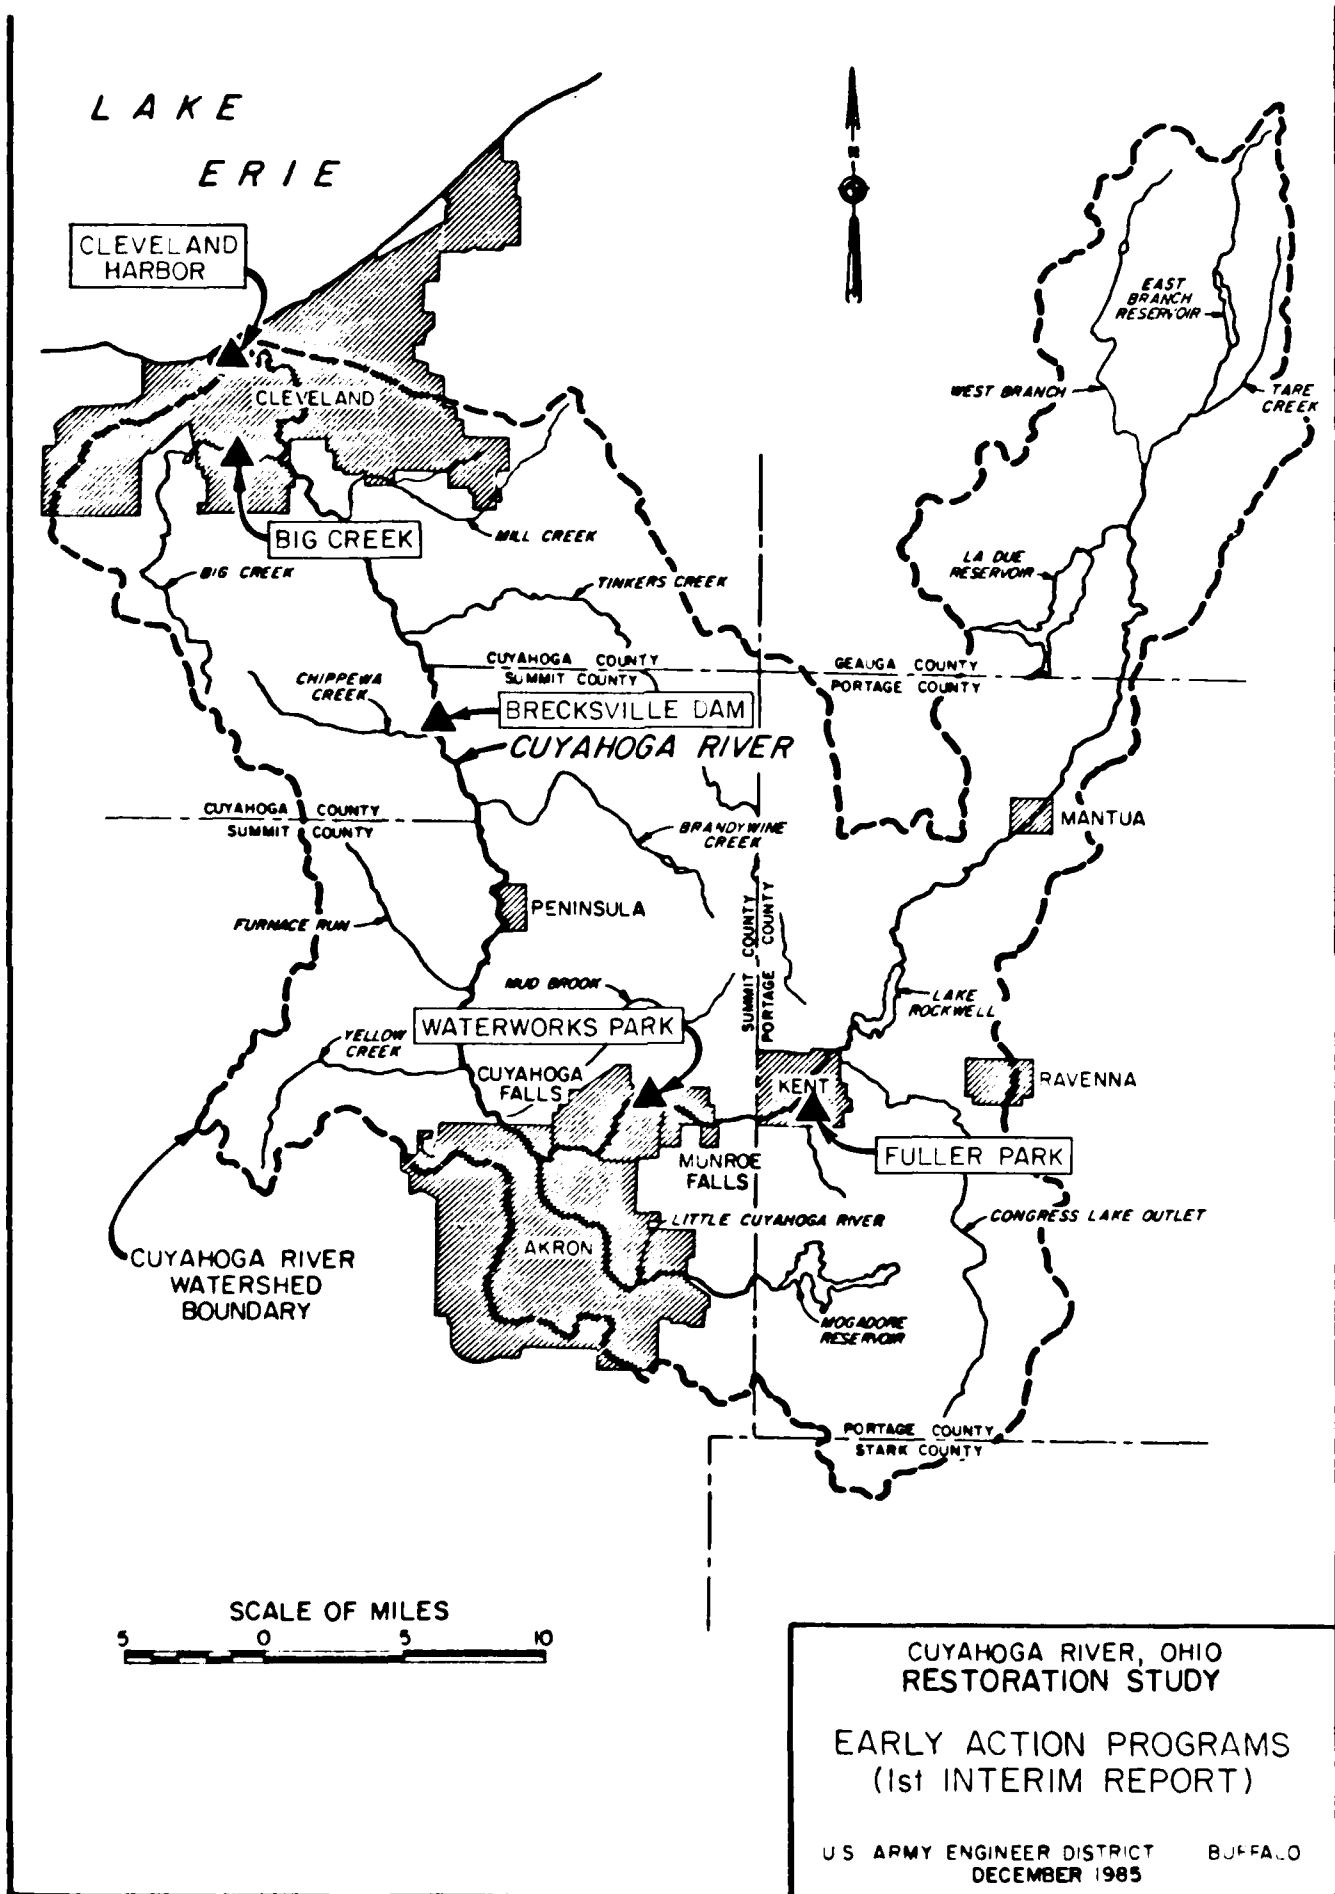 LAKE
ERIE
CLEVELAND
HARBOR
N
CLEVELAND
EAST
BRANCH
RESERVOIR
WEST BRANCH
TARE
CREEK
BIG CREEK
MILL CREEK
BIG CREEK
LA DUE
RESERVOIR
TINKERS CREEK
CUYAHOGA COUNTY
SUMMIT COUNTY
GEAUGA COUNTY
PORTAGE COUNTY
CHIPPEWA
CREEK
BRECKSVILLE DAM
CUYAHOGA RIVER
CUYAHOGA COUNTY
SUMMIT COUNTY
MANTUA
BRANDYWINE
CREEK
PENINSULA
FURNACE RUN
SUMMIT COUNTY
PORTAGE COUNTY
MUD BROOK
LAKE
ROCKWELL
WATERWORKS PARK
YELLOW
CREEK
CUYAHOGA
FALLS
KENT
RAVENNA
FULLER PARK
MUNROE
FALLS
LITTLE CUYAHOGA RIVER
CONGRESS LAKE OUTLET
AKRON
CUYAHOGA RIVER
WATERSHED
BOUNDARY
MOGADORE
RESERVOIR
PORTAGE COUNTY
STARK COUNTY
SCALE OF MILES
5 0 5 10
CUYAHOGA RIVER, OHIO
RESTORATION STUDY
EARLY ACTION PROGRAMS
(1st INTERIM REPORT)
U S ARMY ENGINEER DISTRICT BUFFALO
DECEMBER 1985